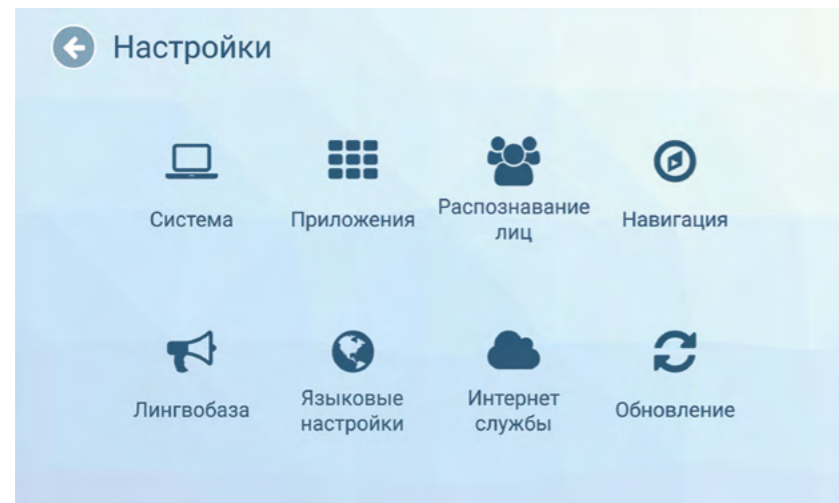 Настройки
Система
Приложения
Распознавание
лиц
Навигация
Лингвобаза
Языковые
настройки
Интернет
службы
Обновление